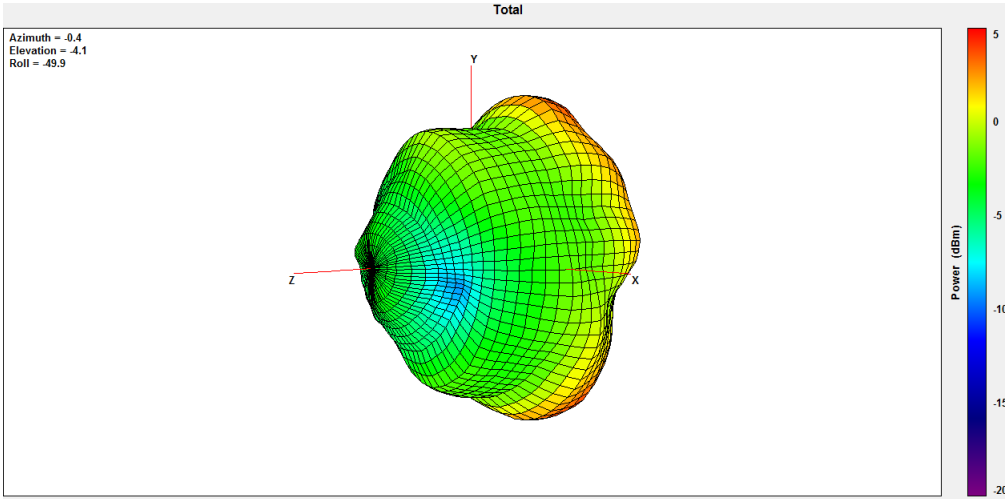 Total
Azimuth = -0.4
Elevation = -4.1
Roll = -49.9
Y
Z
X
5
0
-5
-10
-15
-20
Power (dBm)